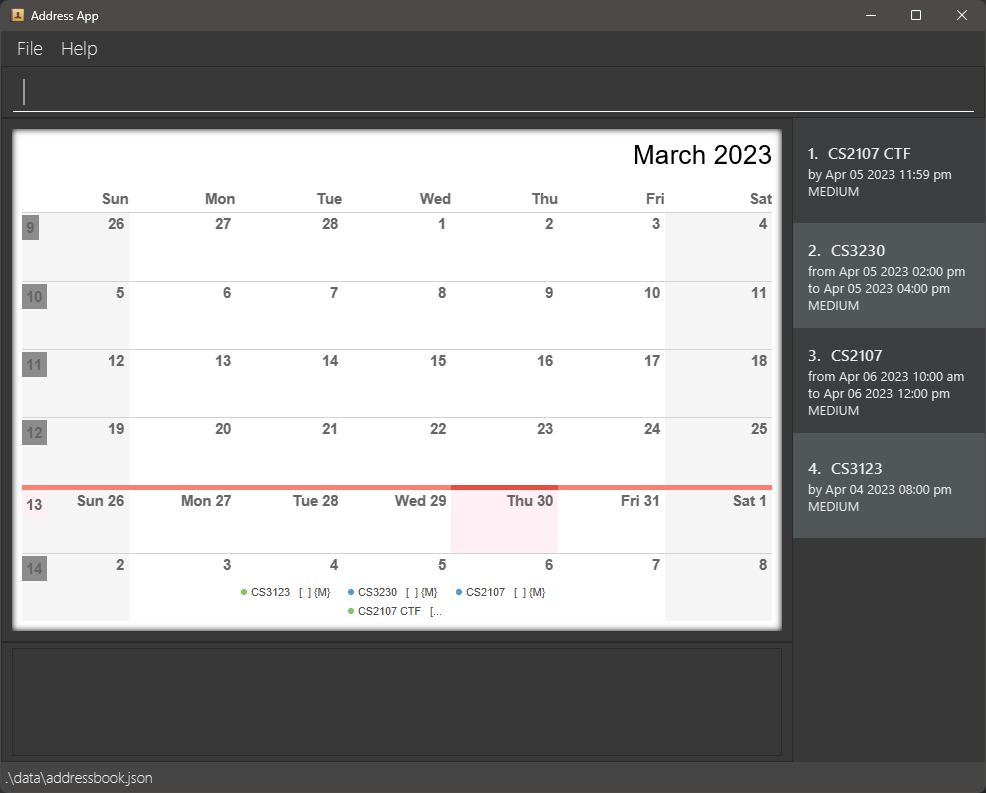 Address App
File Help
March 2023
Sun Mon Tue Wed Thu Fri Sat
9 26 27 28 1 2 3 4
10 5 6 7 8 9 10 11
11 12 13 14 15 16 17 18
12 19 20 21 22 23 24 25
13 Sun 26 Mon 27 Tue 28 Wed 29 Thu 30 Fri 31 Sat 1
14 2 3 4 5 6 7 8
CS3123 [ ] {M} CS3230 [ ] {M} CS2107 [ ] {M}
CS2107 CTF [...
1. CS2107 CTF
by Apr 05 2023 11:59 pm
MEDIUM
2. CS3230
from Apr 05 2023 02:00 pm
to Apr 05 2023 04:00 pm
MEDIUM
3. CS2107
from Apr 06 2023 10:00 am
to Apr 06 2023 12:00 pm
MEDIUM
4. CS3123
by Apr 04 2023 08:00 pm
MEDIUM
.\data\addressbook.json